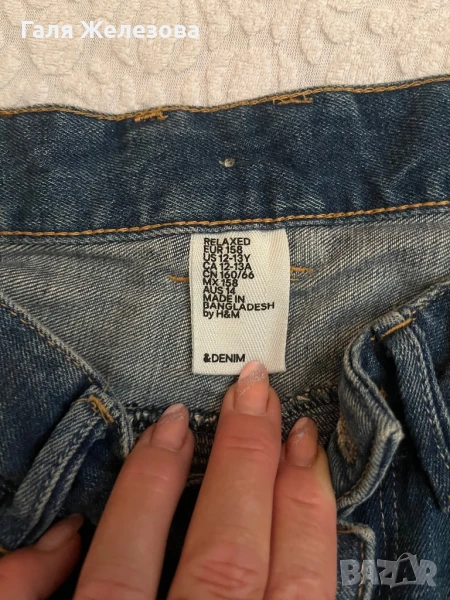 Галя Железова
RELAXED
EUR 158
US 12-13Y
CA 12-13A
CN 160/66
MX 158
AUS 14
MADE IN
BANGLADESH
by H&M
&DENIM
BAZAR